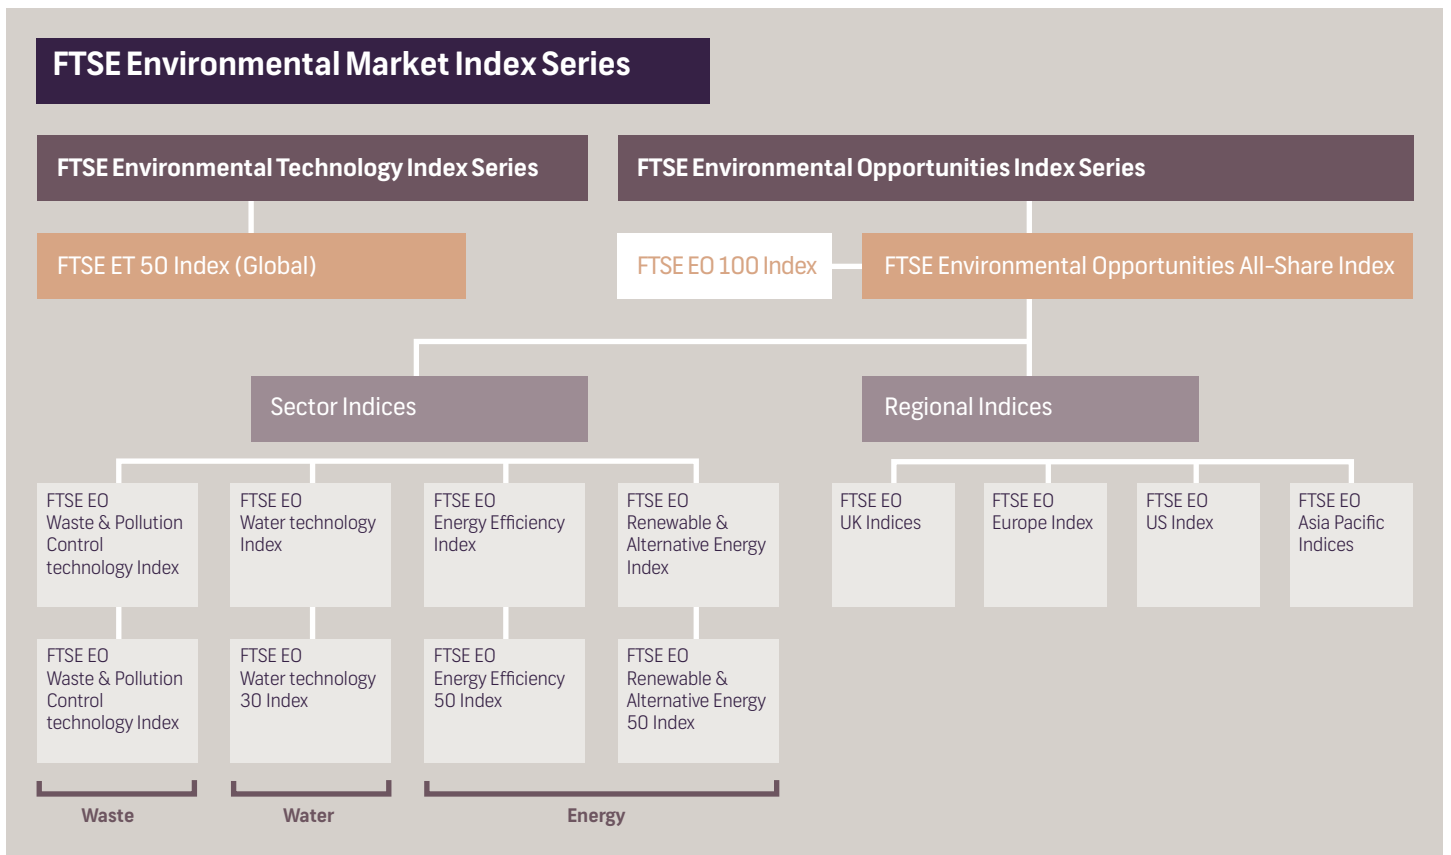 FTSE Environmental Market Index Series
FTSE Environmental Technology Index Series
FTSE Environmental Opportunities Index Series
FTSE ET 50 Index (Global)
FTSE EO 100 Index
FTSE Environmental Opportunities All-Share Index
Sector Indices
Regional Indices
FTSE EO
Waste & Pollution
Control
technology Index
FTSE EO
Water technology
Index
FTSE EO
Energy Efficiency
Index
FTSE EO
Renewable &
Alternative Energy
Index
FTSE EO
UK Indices
FTSE EO
Europe Index
FTSE EO
US Index
FTSE EO
Asia Pacific
Indices
FTSE EO
Waste & Pollution
Control
technology Index
FTSE EO
Water technology
30 Index
FTSE EO
Energy Efficiency
50 Index
FTSE EO
Renewable &
Alternative Energy
50 Index
Waste
Water
Energy